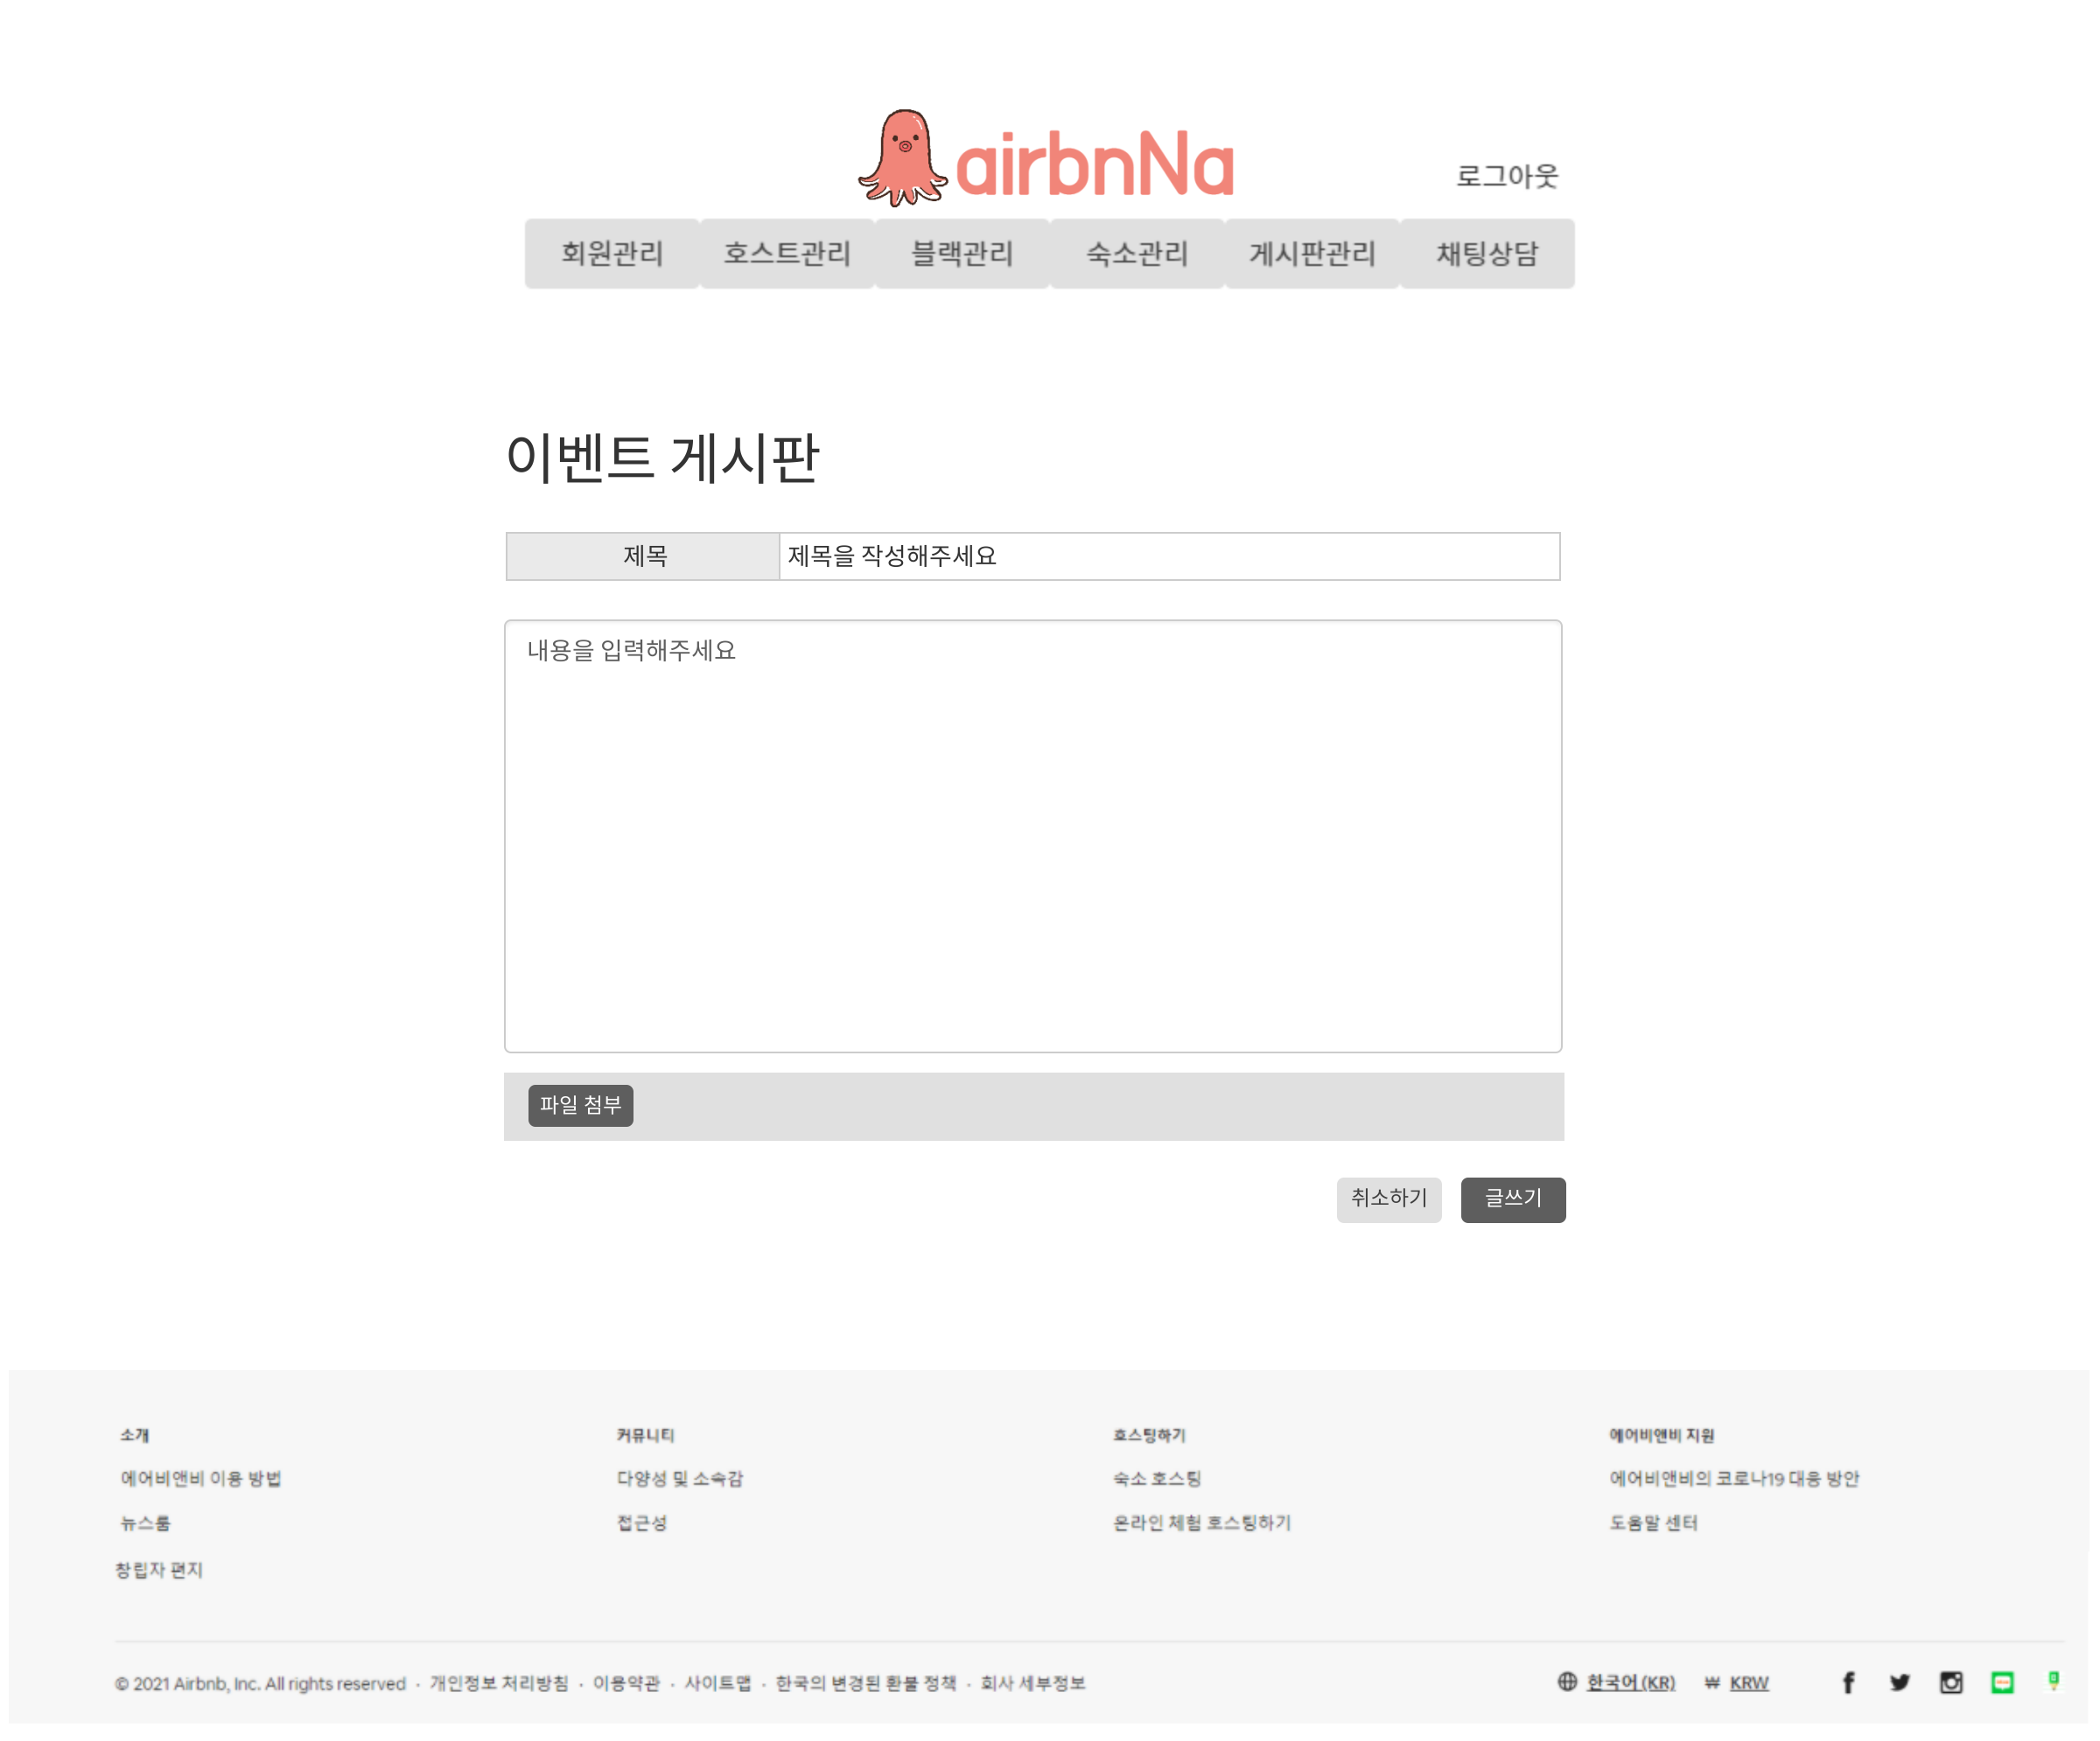 airbnNa
로그아웃
회원관리 호스트관리 블랙관리 숙소관리 게시판관리 채팅상담
이벤트 게시판
제목 제목을 작성해주세요
내용을 입력해주세요
파일 첨부
취소하기 글쓰기
소개 커뮤니티 호스팅하기 에어비앤비 지원
에어비앤비 이용 방법 다양성 및 소속감 숙소 호스팅 에어비앤비의 코로나19 대응 방안
뉴스룸 접근성 온라인 체험 호스팅하기 도움말 센터
창립자 편지
© 2021 Airbnb, Inc. All rights reserved · 개인정보 처리방침 · 이용약관 · 사이트맵 · 한국의 변경된 환불 정책 · 회사 세부정보 한국어 (KR) ₩ KRW